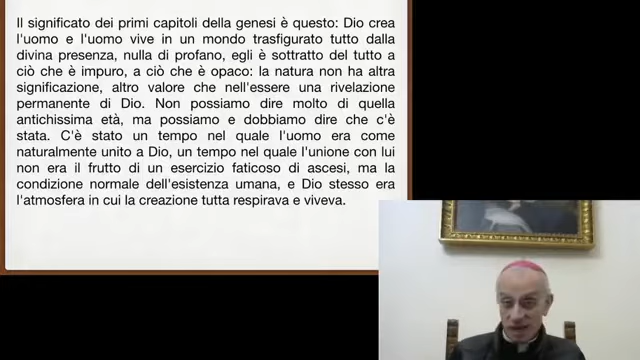 Il significato dei primi capitoli della genesi è questo: Dio crea
l'uomo e l'uomo vive in un mondo trasfigurato tutto dalla
divina presenza, nulla di profano, egli è sottratto del tutto a
ciò che è impuro, a ciò che è opaco: la natura non ha altra
significazione, altro valore che nell'essere una rivelazione
permanente di Dio. Non possiamo dire molto di quella
antichissima età, ma possiamo e dobbiamo dire che c'è
stata. C'è stato un tempo nel quale l'uomo era come
naturalmente unito a Dio, un tempo nel quale l'unione con lui
non era il frutto di un esercizio faticoso di ascesi, ma la
condizione normale dell'esistenza umana, e Dio stesso era
l'atmosfera in cui la creazione tutta respirava e viveva.